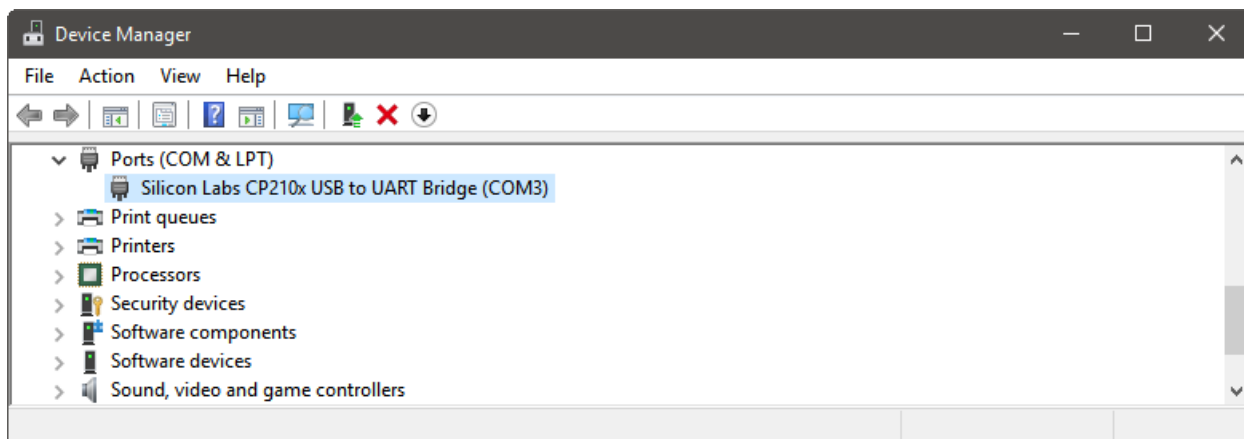 Device Manager
File Action View Help
Ports (COM & LPT)
Silicon Labs CP210x USB to UART Bridge (COM3)
Print queues
Printers
Processors
Security devices
Software components
Software devices
Sound, video and game controllers